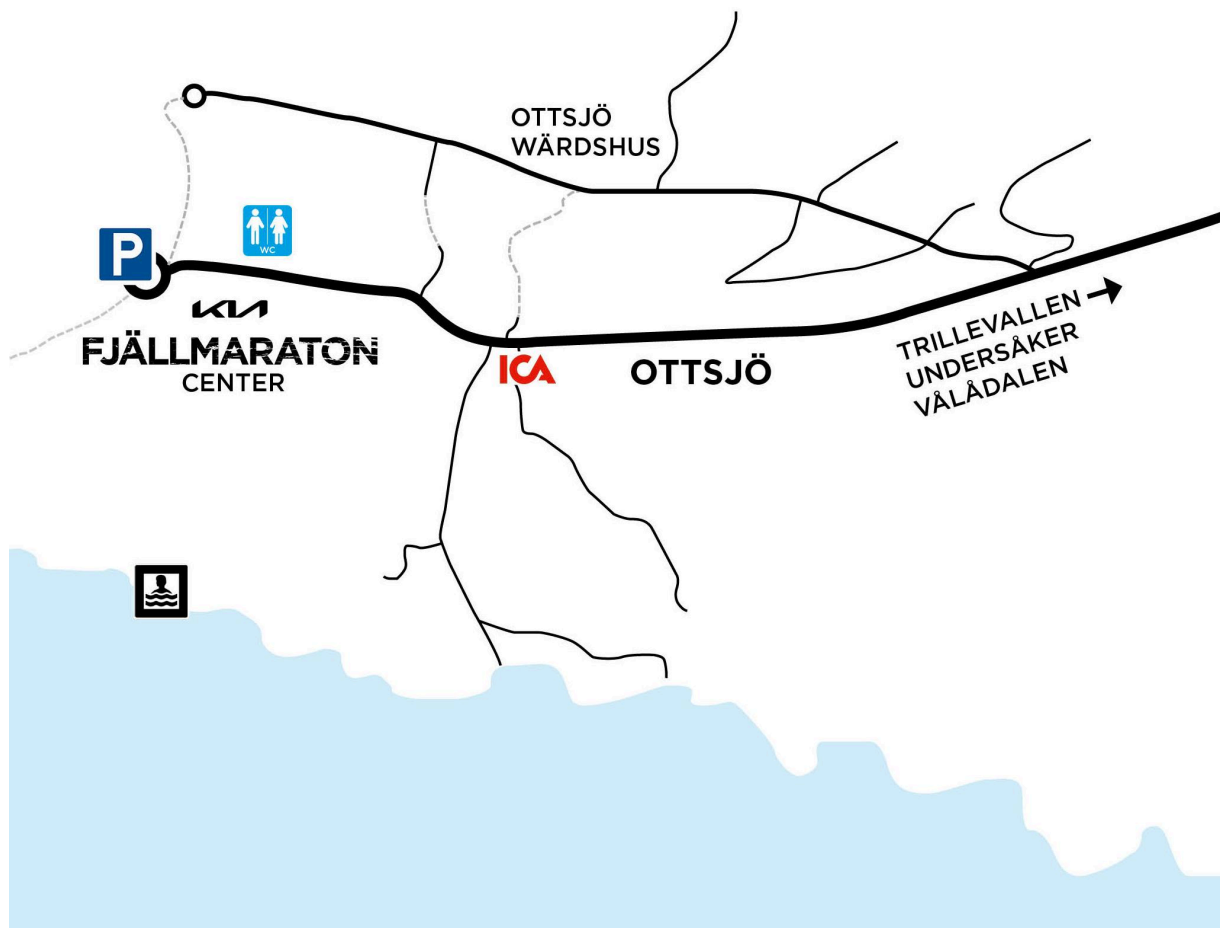 OTTSJÖ
WÄRDSHUS
P
WC
KIA
FJÄLLMARATON
CENTER
ICA
OTTSJÖ
TRILLEVALLEN
UNDERSÅKER
VÅLÅDALEN